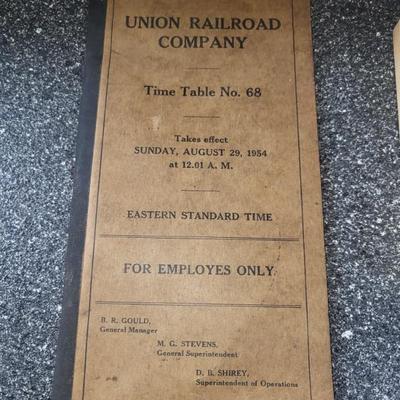 UNION RAILROAD
COMPANY
Time Table No. 68
Takes effect
SUNDAY, AUGUST 29, 1954
at 12.01 A. M.
EASTERN STANDARD TIME
FOR EMPLOYES ONLY
B. R. GOULD,
General Manager
M. G. STEVENS,
General Superintendent
D. B. SHIREY,
Superintendent of Operations